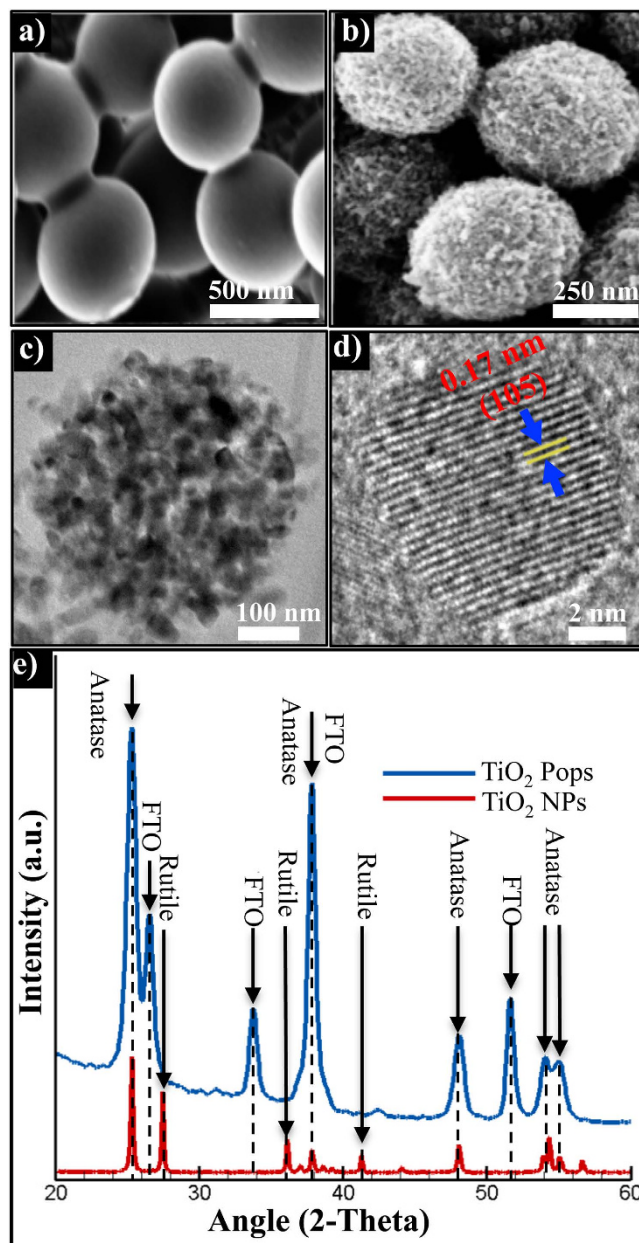 a)
500 nm
b)
250 nm
c)
100 nm
d)
0.17 nm
(105)
2 nm
e)
Anatase
FTO
Rutile
FTO
Rutile
Anatase
FTO
Rutile
Anatase
FTO
Anatase
TiO₂ Pops
TiO₂ NPs
Intensity (a.u.)
20 30 40 50 60
Angle (2-Theta)